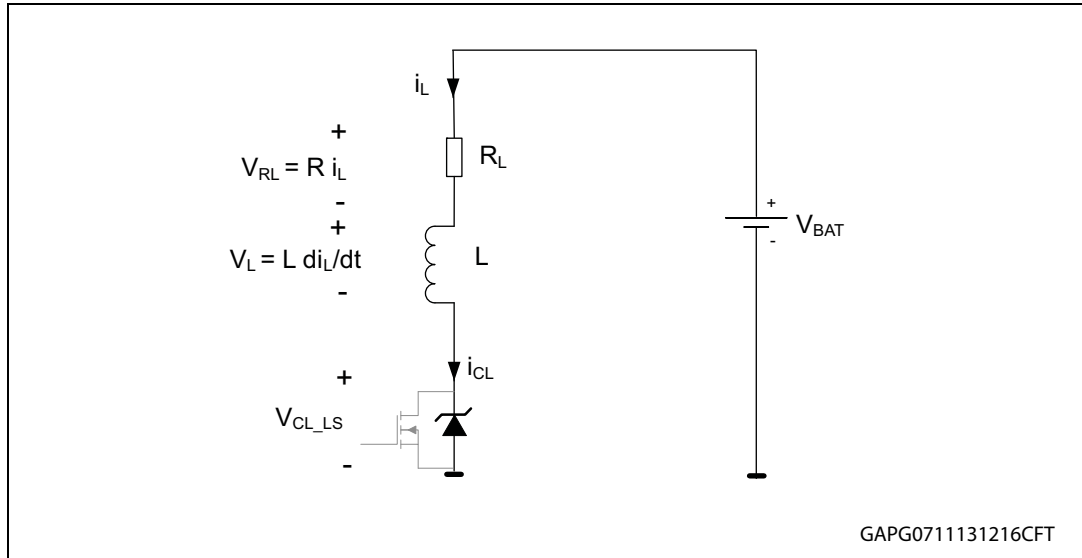 i_L
+
V_RL = R i_L
R_L
-
+
V_L = L di_L/dt
L
-
+
V_BAT
-
i_CL
+
V_CL_LS
-
GAPG0711131216CFT